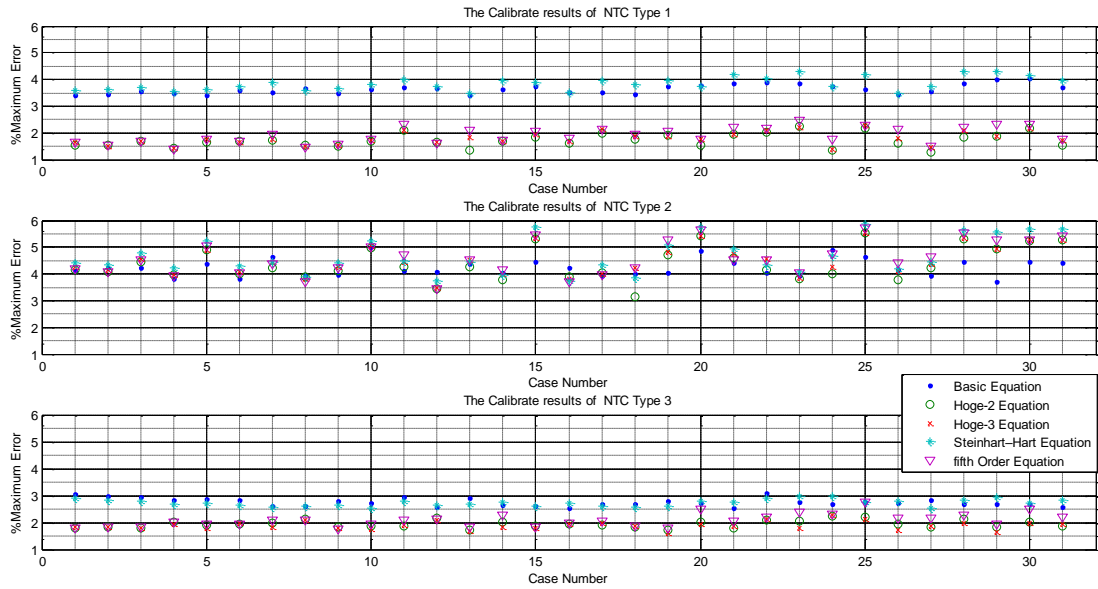 The Calibrate results of NTC Type 1
%Maximum Error
6
5
4
3
2
1
0 5 10 15 20 25 30
Case Number
The Calibrate results of NTC Type 2
%Maximum Error
6
5
4
3
2
1
0 5 10 15 20 25 30
Case Number
The Calibrate results of NTC Type 3
%Maximum Error
6
5
4
3
2
1
0 5 10 15 20 25 30
Case Number
Basic Equation
Hoge-2 Equation
Hoge-3 Equation
Steinhart–Hart Equation
fifth Order Equation